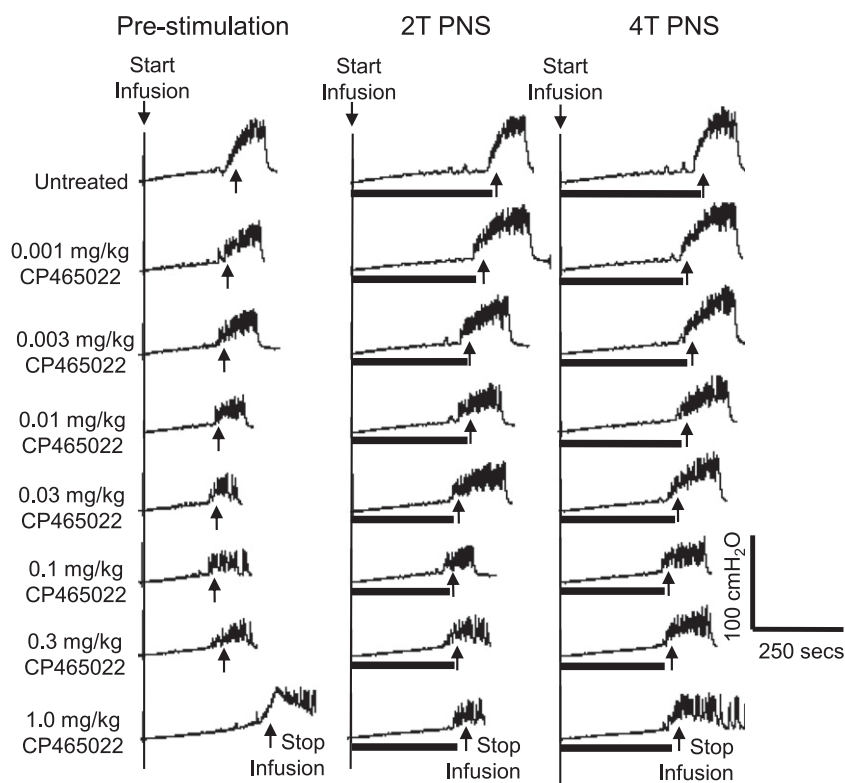 Pre-stimulation 2T PNS 4T PNS
Start Start Start
Infusion Infusion Infusion
Untreated
0.001 mg/kg
CP465022
0.003 mg/kg
CP465022
0.01 mg/kg
CP465022
0.03 mg/kg
CP465022
0.1 mg/kg
CP465022
0.3 mg/kg
CP465022
1.0 mg/kg
CP465022
100 cmH₂O
250 secs
Stop Stop Stop
Infusion Infusion Infusion